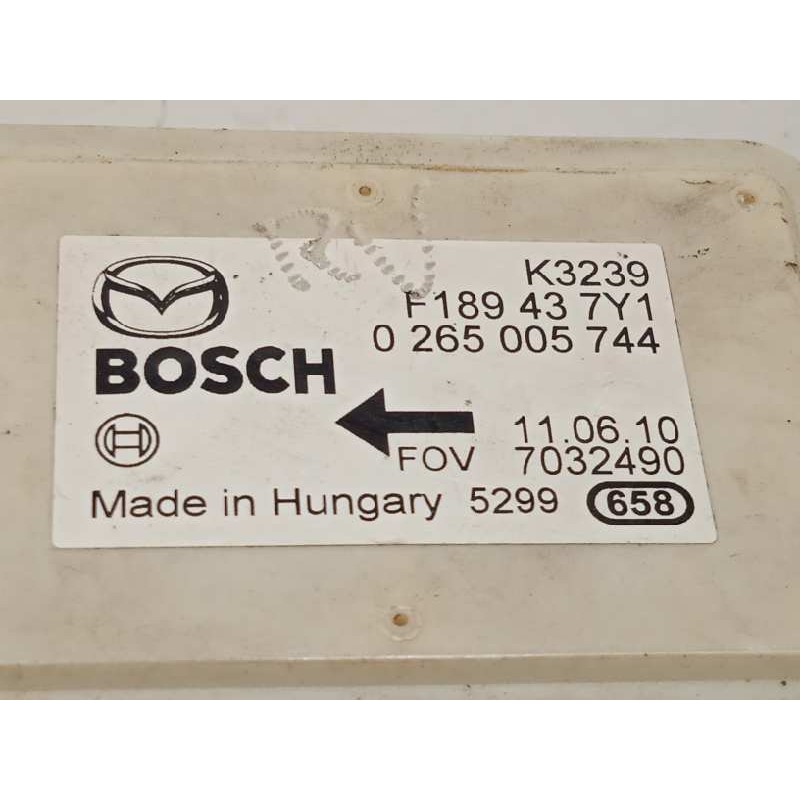 K3239
F189 43 7Y1
BOSCH 0 265 005 744
11.06.10
FOV 7032490
Made in Hungary 5299 658